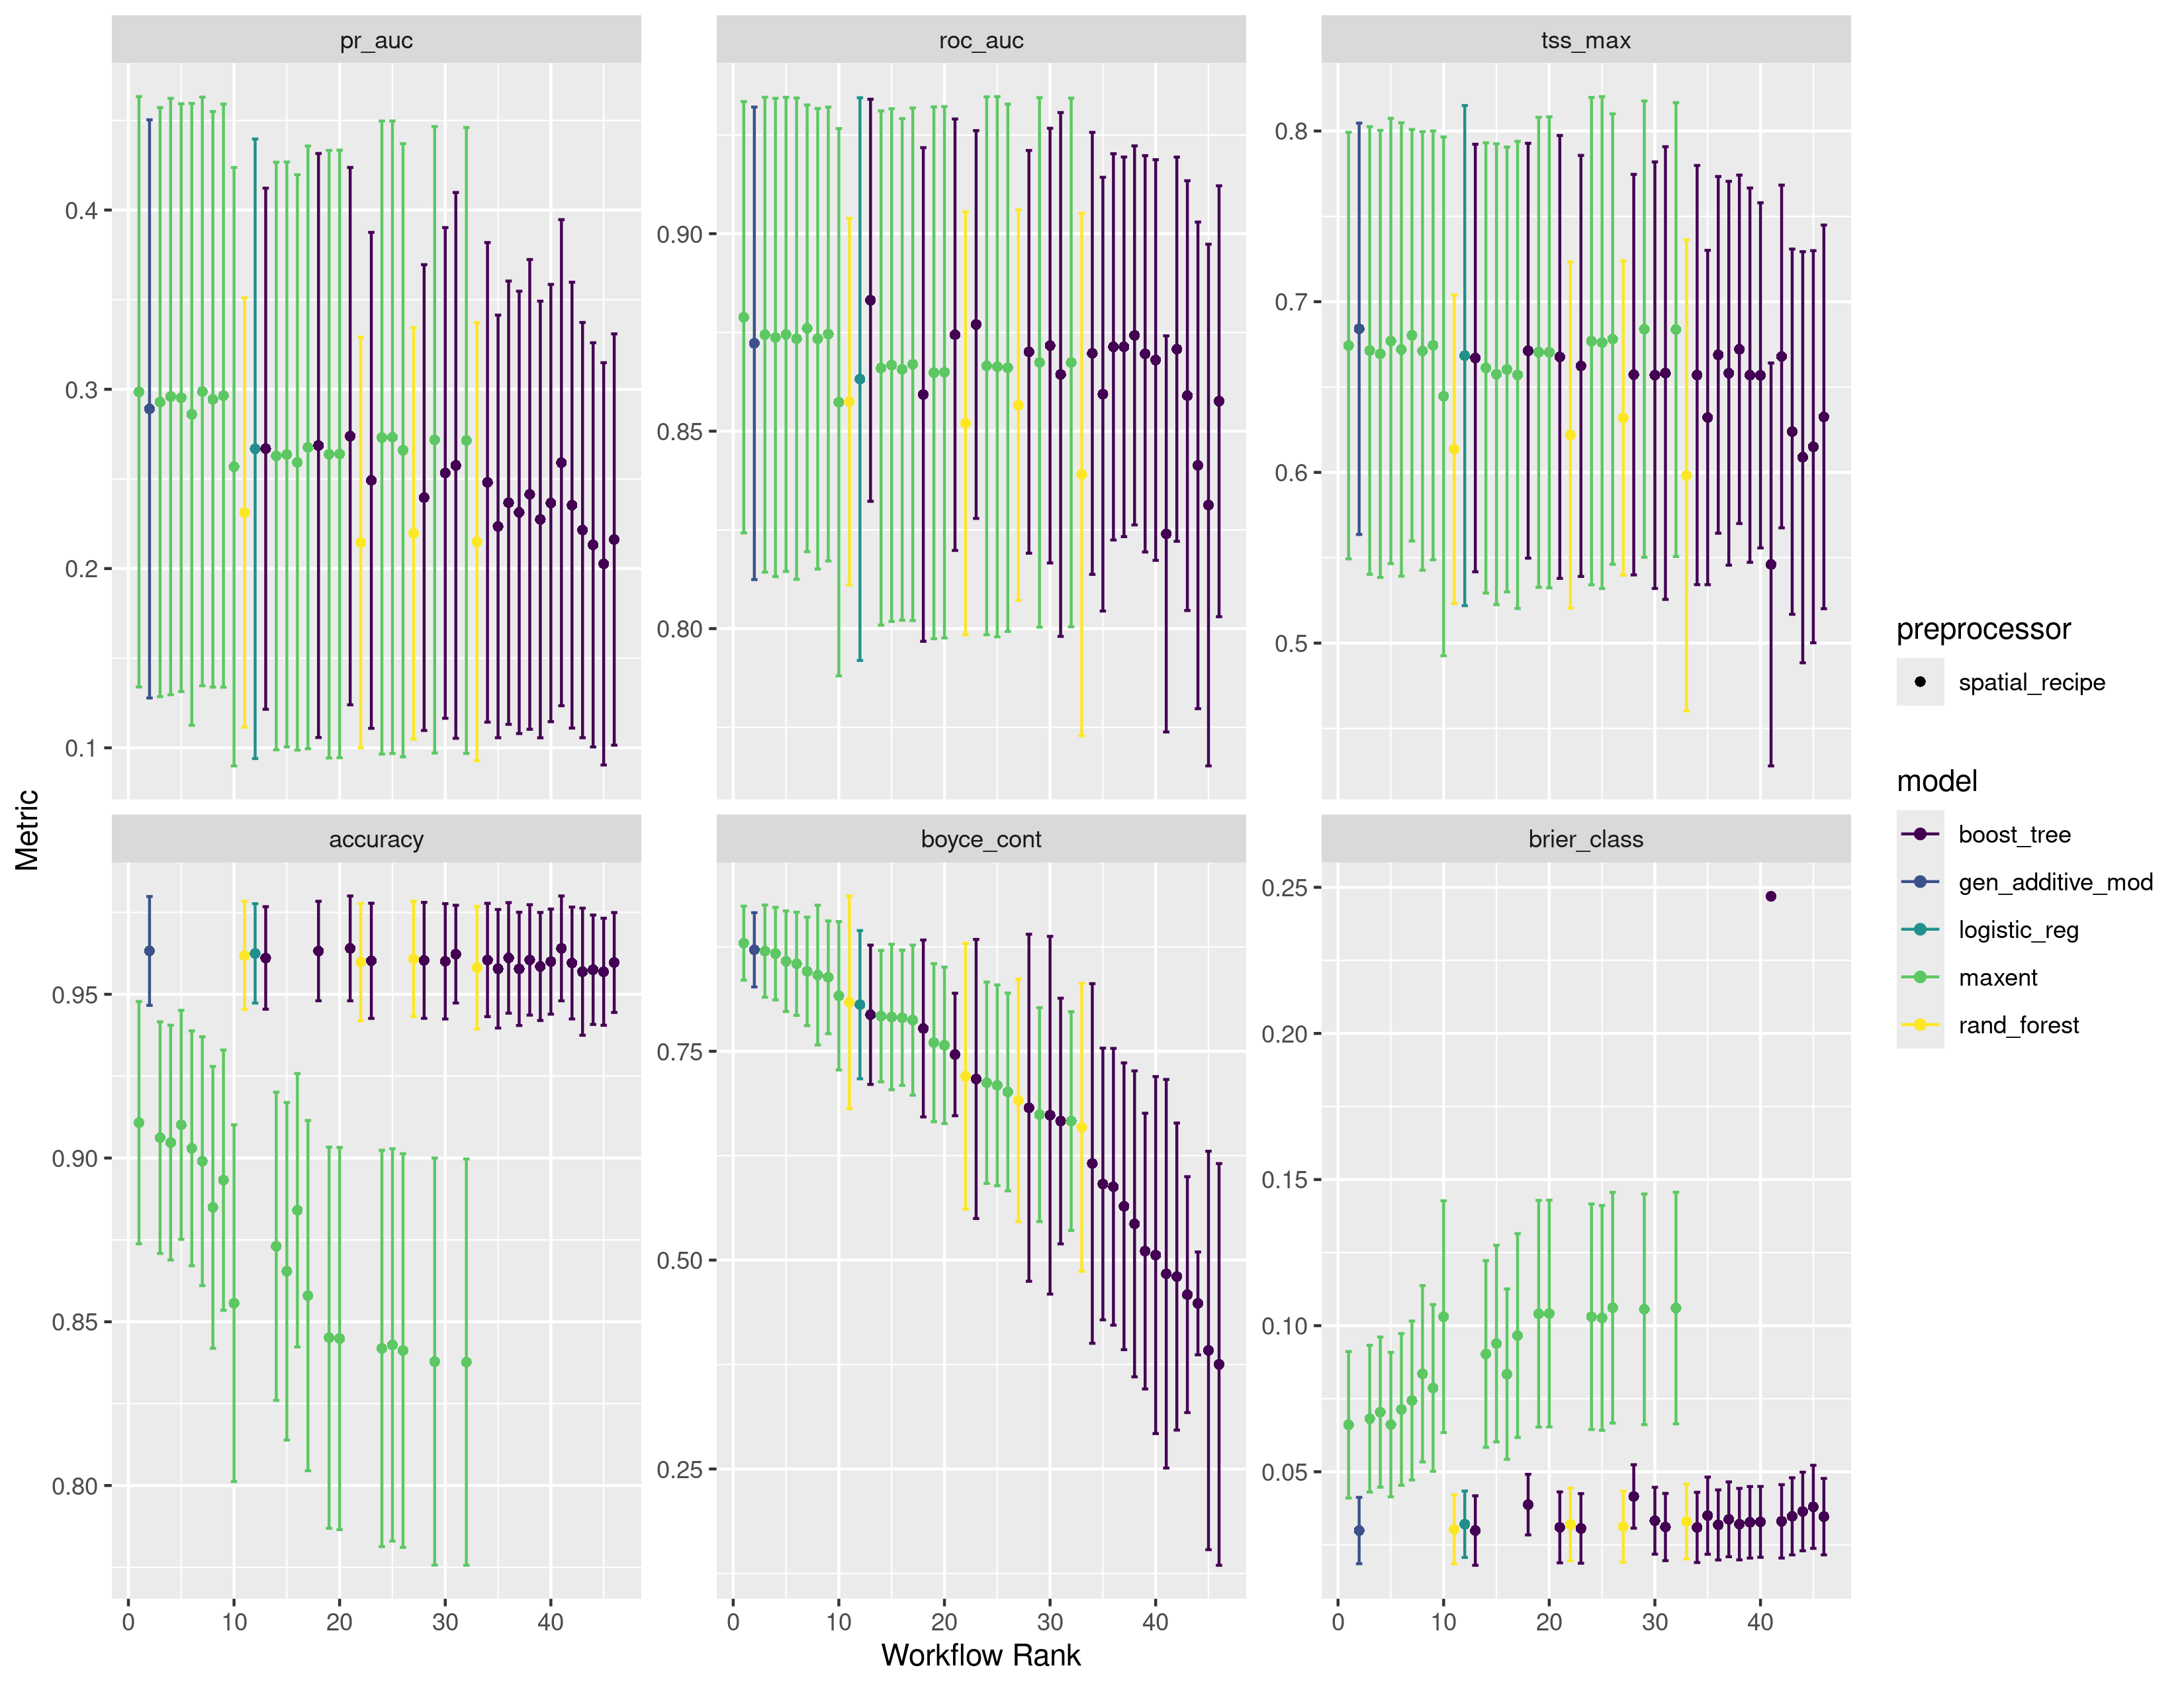 pr_auc
roc_auc
tss_max
0.4
0.3
0.2
0.1
0.90
0.85
0.80
0.8
0.7
0.6
0.5
Metric
accuracy
boyce_cont
brier_class
0.95
0.90
0.85
0.80
0.75
0.50
0.25
0.25
0.20
0.15
0.10
0.05
0 10 20 30 40
0 10 20 30 40
0 10 20 30 40
Workflow Rank
preprocessor
spatial_recipe
model
boost_tree
gen_additive_mod
logistic_reg
maxent
rand_forest